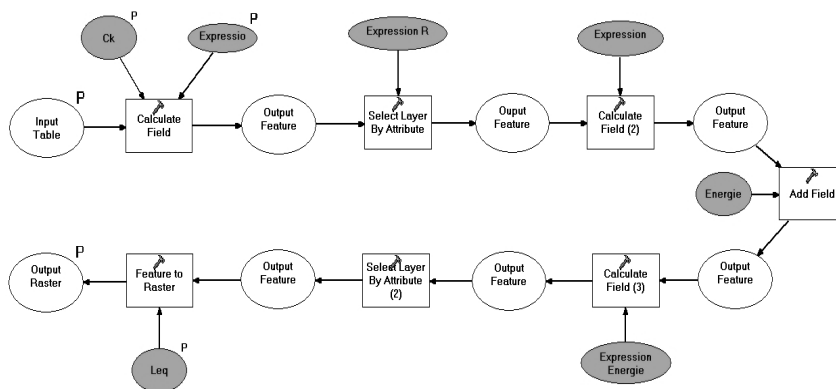 P
Ck
P
Expressio
Expression R
Expression
P
Input
Table
Calculate
Field
Output
Feature
Select Layer
By Attribute
Ouput
Feature
Calculate
Field (2)
Output
Feature
Energie
Add Field
P
Output
Raster
Feature to
Raster
Output
Feature
Select Layer
By Attribute
(2)
Output
Feature
Calculate
Field (3)
Output
Feature
P
Leq
Expression
Energie